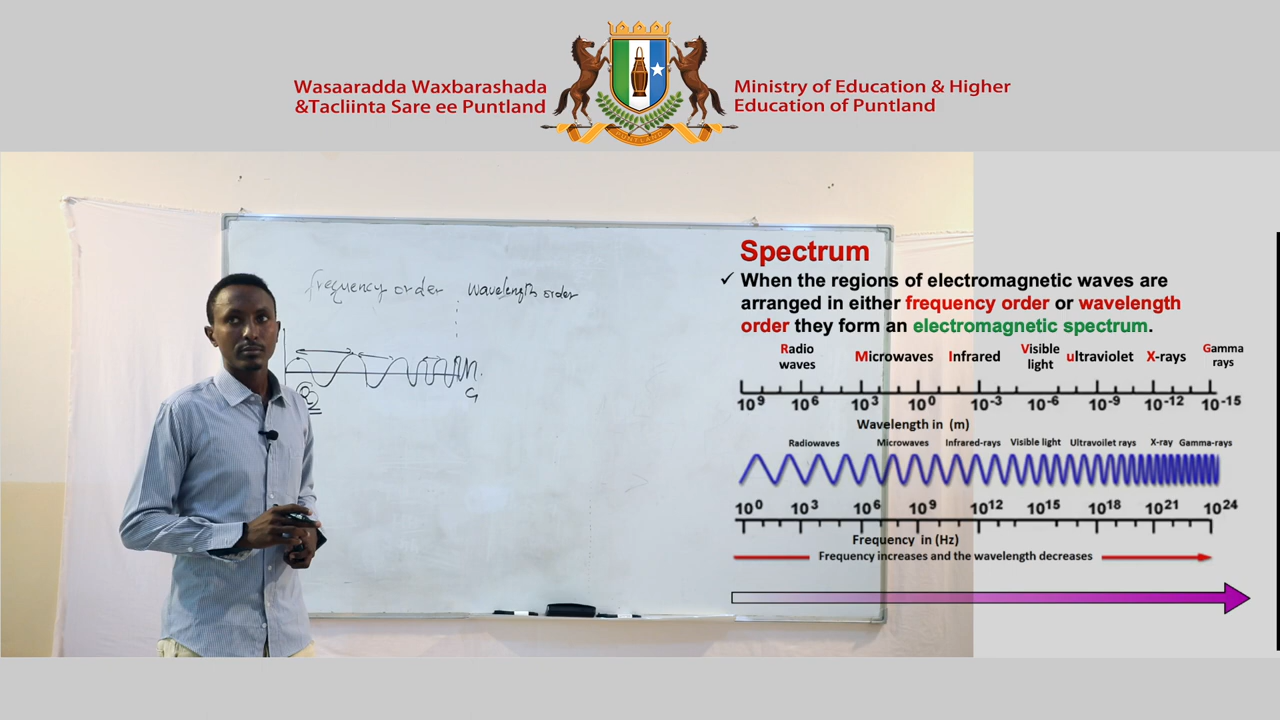 Wasaaradda Waxbarashada
&Tacliinta Sare ee Puntland
Ministry of Education & Higher
Education of Puntland
PUNTLAND
frequency order wavelength order
Spectrum
✓ When the regions of electromagnetic waves are
arranged in either frequency order or wavelength
order they form an electromagnetic spectrum.
Radio waves Microwaves Infrared Visible light ultraviolet X-rays Gamma rays
10⁹ 10⁶ 10³ 10⁰ 10⁻³ 10⁻⁶ 10⁻⁹ 10⁻¹² 10⁻¹⁵
Wavelength in (m)
Radiowaves Microwaves Infrared-rays Visible light Ultravoilet rays X-ray Gamma-rays
10⁰ 10³ 10⁶ 10⁹ 10¹² 10¹⁵ 10¹⁸ 10²¹ 10²⁴
Frequency in (Hz)
Frequency increases and the wavelength decreases